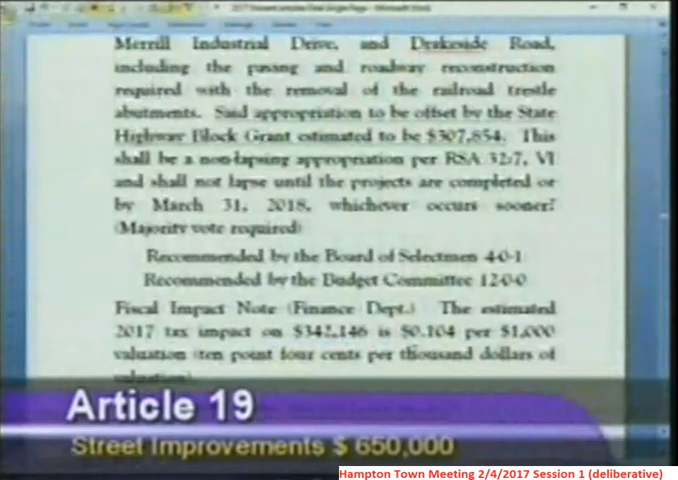 Merrill Industrial Drive, and Drakeside Road,
including the paving and roadway reconstruction
required with the removal of the railroad trestle
abutments. Said appropriation to be offset by the State
Highway Block Grant estimated to be $307,854. This
shall be a non-lapsing appropriation per RSA 32:7, VI
and shall not lapse until the projects are completed or
by March 31, 2018, whichever occurs sooner?
(Majority vote required)
Recommended by the Board of Selectmen 4-0-1
Recommended by the Budget Committee 12-0-0
Fiscal Impact Note (Finance Dept.) The estimated
2017 tax impact on $342,146 is $0.104 per $1,000
valuation (ten point four cents per thousand dollars of
valuation).
Article 19
Street Improvements $ 650,000
Hampton Town Meeting 2/4/2017 Session 1 (deliberative)